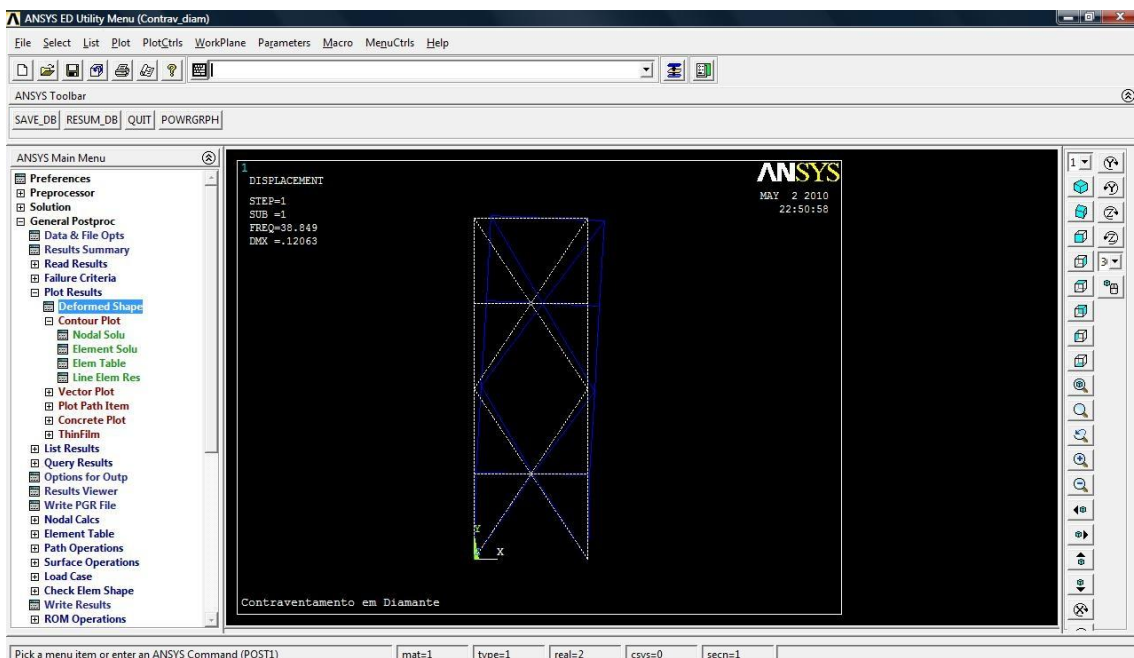 ANSYS ED Utility Menu (Contrav_diam)
File Select List Plot PlotCtrls WorkPlane Parameters Macro MenuCtrls Help
ANSYS Toolbar
SAVE_DB RESUM_DB QUIT POWRGRPH
ANSYS Main Menu
Preferences
Preprocessor
Solution
General Postproc
Data & File Opts
Results Summary
Read Results
Failure Criteria
Plot Results
Deformed Shape
Contour Plot
Nodal Solu
Element Solu
Elem Table
Line Elem Res
Vector Plot
Plot Path Item
Concrete Plot
ThinFilm
List Results
Query Results
Options for Outp
Results Viewer
Write PGR File
Nodal Calcs
Element Table
Path Operations
Surface Operations
Load Case
Check Elem Shape
Write Results
ROM Operations
1
DISPLACEMENT
STEP=1
SUB =1
FREQ=38.849
DMX =.12063
ANSYS
MAY 2 2010
22:50:58
Y
X
Contraventamento em Diamante
1
3
Pick a menu item or enter an ANSYS Command (POST1)
mat=1
type=1
real=2
csys=0
secn=1